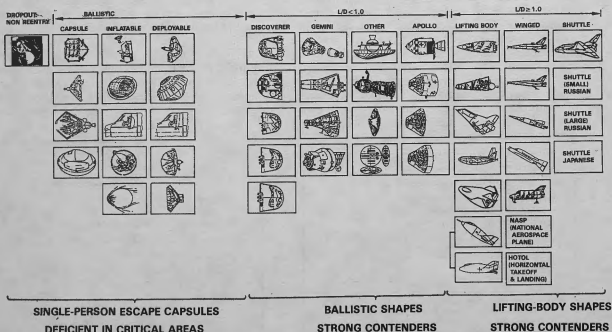 DROPOUT--
NON REENTRY
BALLISTIC
L/D<1.0
L/D≥1.0
CAPSULE
INFLATABLE
DEPLOYABLE
DISCOVERER
GEMINI
OTHER
APOLLO
LIFTING BODY
WINGED
SHUTTLE
SHUTTLE
(SMALL)
RUSSIAN
SHUTTLE
(LARGE)
RUSSIAN
SHUTTLE
JAPANESE
NASP
(NATIONAL
AEROSPACE
PLANE)
HOTOL
(HORIZONTAL
TAKEOFF
& LANDING)
SINGLE-PERSON ESCAPE CAPSULES
DEFICIENT IN CRITICAL AREAS
BALLISTIC SHAPES
STRONG CONTENDERS
LIFTING-BODY SHAPES
STRONG CONTENDERS